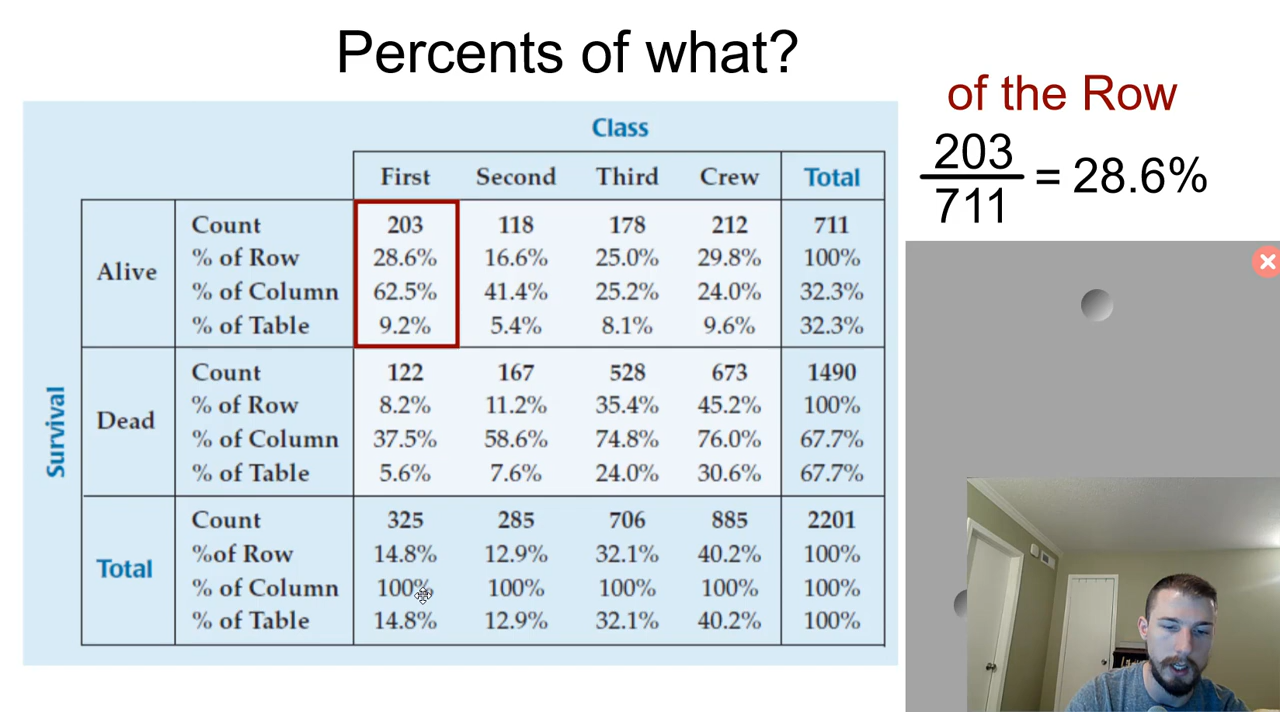 Percents of what?
of the Row
203
711
= 28.6%
Class
First Second Third Crew Total
Survival
Alive
Count 203 118 178 212 711
% of Row 28.6% 16.6% 25.0% 29.8% 100%
% of Column 62.5% 41.4% 25.2% 24.0% 32.3%
% of Table 9.2% 5.4% 8.1% 9.6% 32.3%
Dead
Count 122 167 528 673 1490
% of Row 8.2% 11.2% 35.4% 45.2% 100%
% of Column 37.5% 58.6% 74.8% 76.0% 67.7%
% of Table 5.6% 7.6% 24.0% 30.6% 67.7%
Total
Count 325 285 706 885 2201
%of Row 14.8% 12.9% 32.1% 40.2% 100%
% of Column 100% 100% 100% 100% 100%
% of Table 14.8% 12.9% 32.1% 40.2% 100%